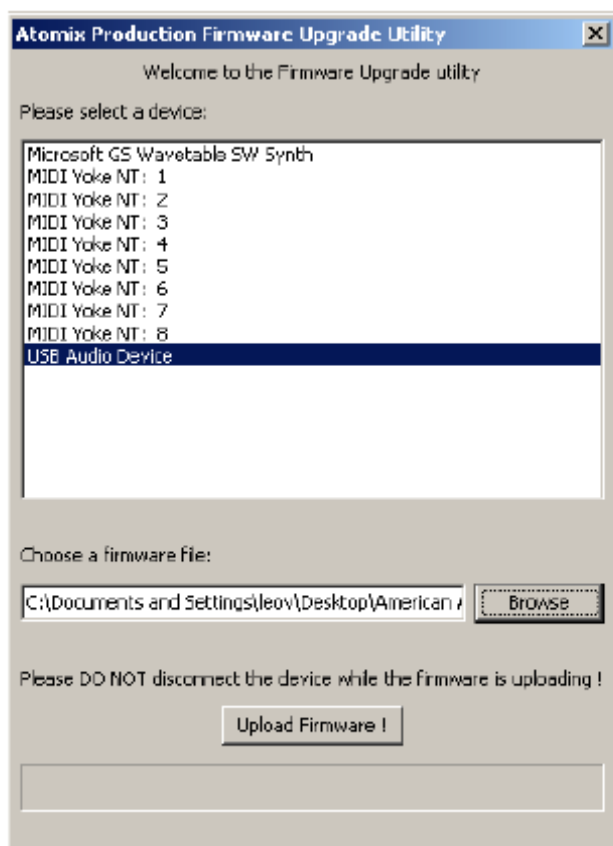 Atomix Production Firmware Upgrade Utility
Welcome to the Firmware Upgrade utility
Please select a device:
Microsoft GS Wavetable SW Synth
MIDI Yoke NT: 1
MIDI Yoke NT: 2
MIDI Yoke NT: 3
MIDI Yoke NT: 4
MIDI Yoke NT: 5
MIDI Yoke NT: 6
MIDI Yoke NT: 7
MIDI Yoke NT: 8
USB Audio Device
Choose a firmware file:
C:\Documents and Settings\leov\Desktop\American
Browse
Please DO NOT disconnect the device while the firmware is uploading !
Upload Firmware !